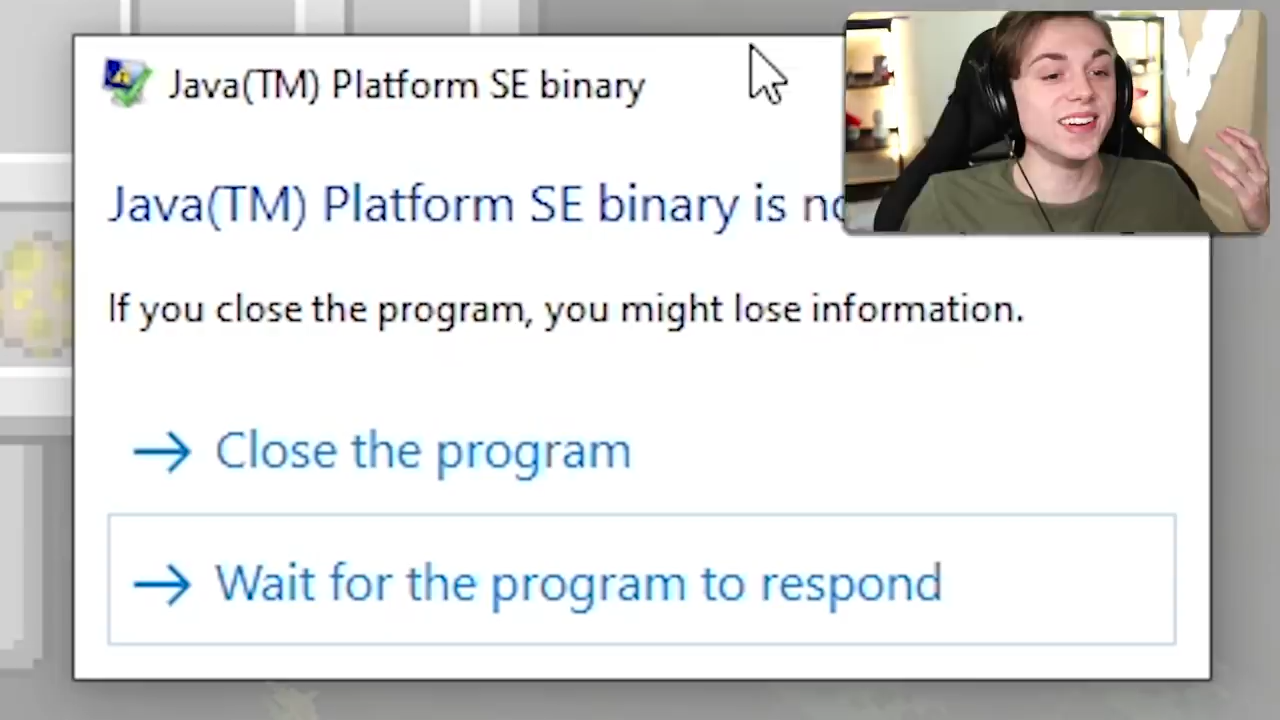 Java(TM) Platform SE binary
Java(TM) Platform SE binary is
If you close the program, you might lose information.
→ Close the program
→ Wait for the program to respond